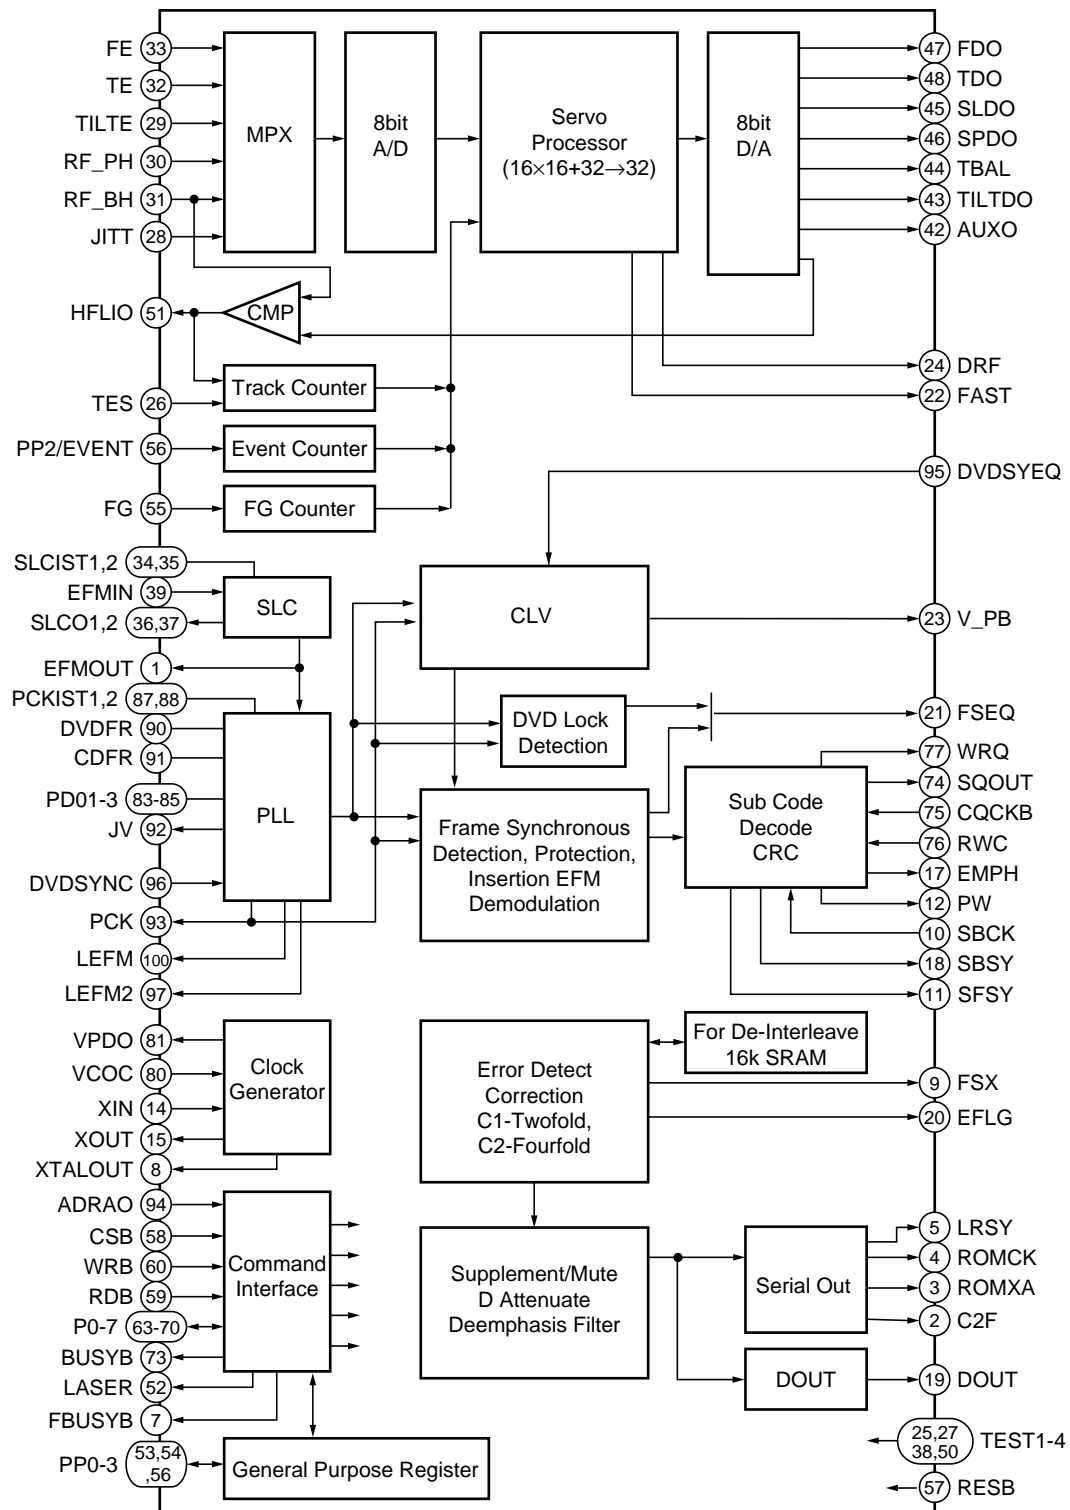 FE 33
TE 32
TILTE 29
RF_PH 30
RF_BH 31
JITT 28
HFLIO 51
TES 26
PP2/EVENT 56
FG 55
SLCIST1,2 34,35
EFMIN 39
SLCO1,2 36,37
EFMOUT 1
PCKIST1,2 87,88
DVDFR 90
CDFR 91
PD01-3 83-85
JV 92
DVDSYNC 96
PCK 93
LEFM 100
LEFM2 97
VPDO 81
VCOC 80
XIN 14
XOUT 15
XTALOUT 8
ADRAO 94
CSB 58
WRB 60
RDB 59
P0-7 63-70
BUSYB 73
LASER 52
FBUSYB 7
PP0-3 53,54
,56
MPX
8bit
A/D
Servo
Processor
(16×16+32→32)
8bit
D/A
CMP
Track Counter
Event Counter
FG Counter
SLC
CLV
DVD Lock
Detection
PLL
Frame Synchronous
Detection, Protection,
Insertion EFM
Demodulation
Sub Code
Decode
CRC
Clock
Generator
Error Detect
Correction
C1-Twofold,
C2-Fourfold
For De-Interleave
16k SRAM
Command
Interface
Supplement/Mute
D Attenuate
Deemphasis Filter
Serial Out
DOUT
General Purpose Register
47 FDO
48 TDO
45 SLDO
46 SPDO
44 TBAL
43 TILTDO
42 AUXO
24 DRF
22 FAST
95 DVDSYEQ
23 V_PB
21 FSEQ
77 WRQ
74 SQOUT
75 CQCKB
76 RWC
17 EMPH
12 PW
10 SBCK
18 SBSY
11 SFSY
9 FSX
20 EFLG
5 LRSY
4 ROMCK
3 ROMXA
2 C2F
19 DOUT
25,27
38,50 TEST1-4
57 RESB